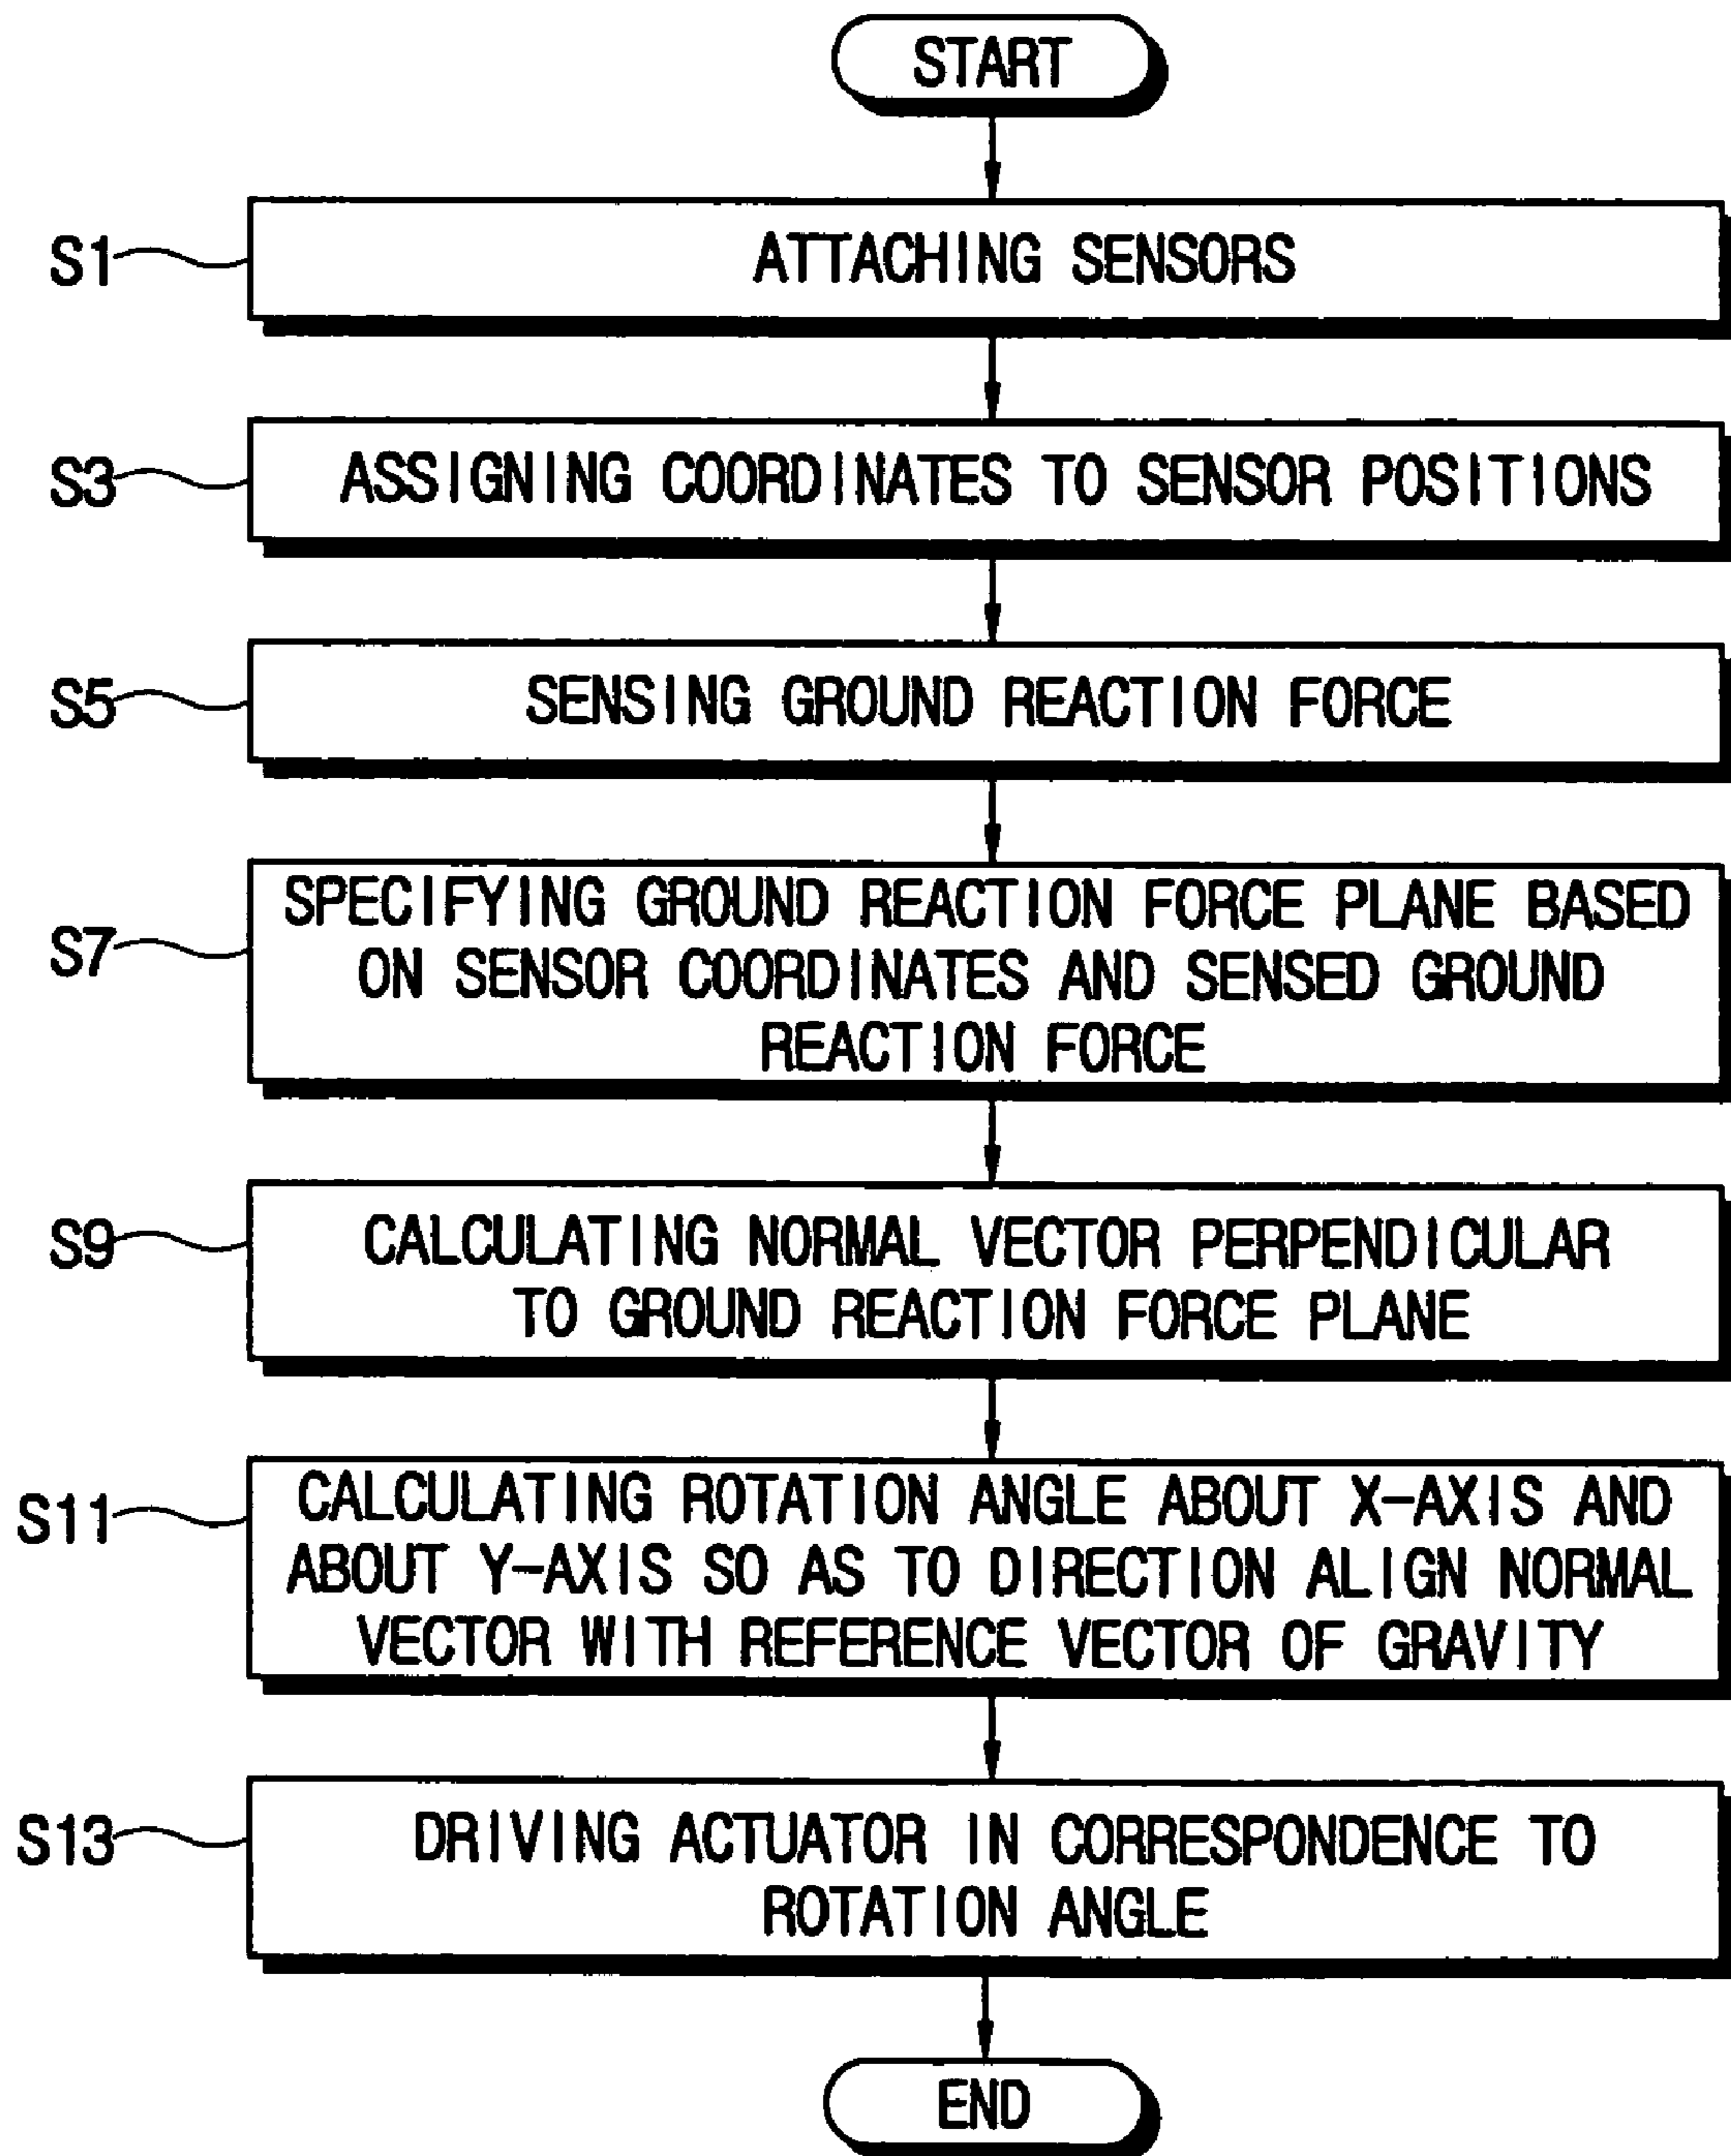 START
S1
ATTACHING SENSORS
S3
ASSIGNING COORDINATES TO SENSOR POSITIONS
S5
SENSING GROUND REACTION FORCE
S7
SPECIFYING GROUND REACTION FORCE PLANE BASED
ON SENSOR COORDINATES AND SENSED GROUND
REACTION FORCE
S9
CALCULATING NORMAL VECTOR PERPENDICULAR
TO GROUND REACTION FORCE PLANE
S11
CALCULATING ROTATION ANGLE ABOUT X-AXIS AND
ABOUT Y-AXIS SO AS TO DIRECTION ALIGN NORMAL
VECTOR WITH REFERENCE VECTOR OF GRAVITY
S13
DRIVING ACTUATOR IN CORRESPONDENCE TO
ROTATION ANGLE
END